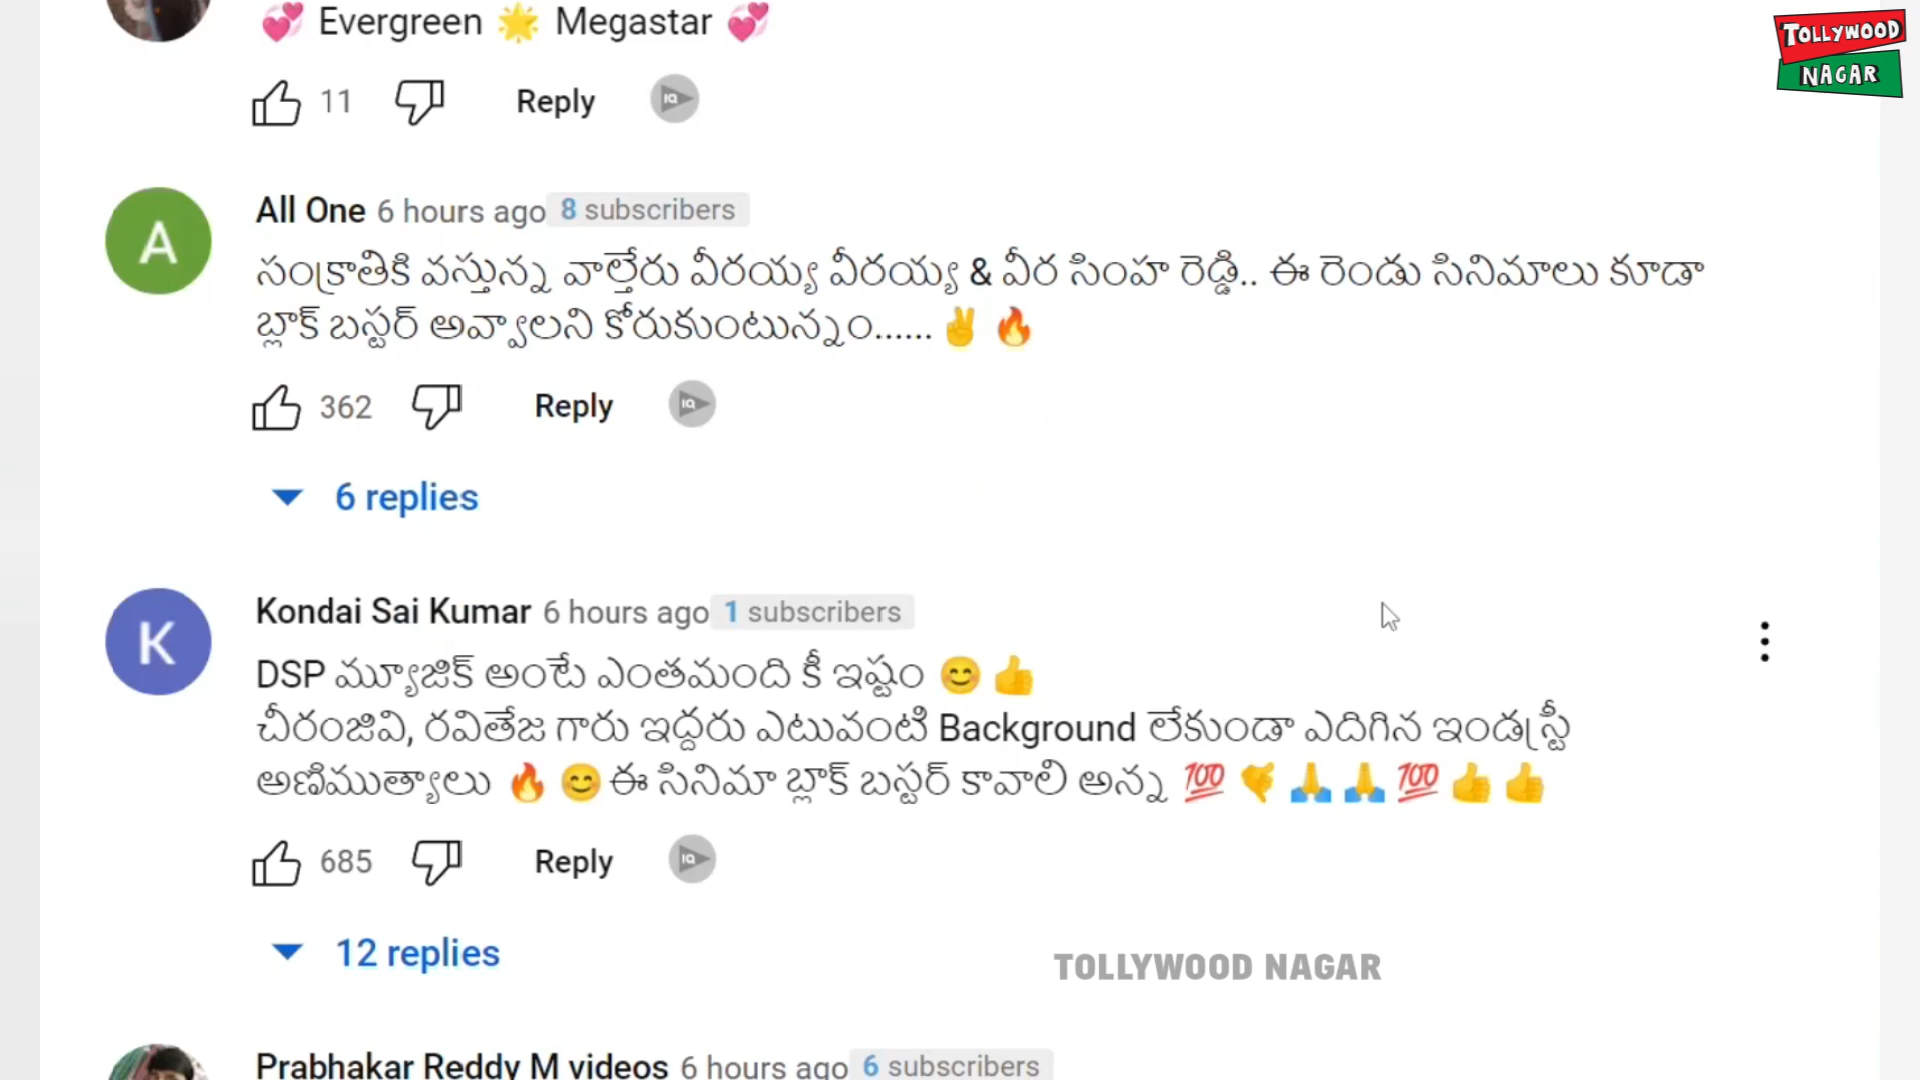 💞 Evergreen 🌟 Megastar 💞
TOLLYWOOD
NAGAR
11 Reply
A
All One 6 hours ago 8 subscribers
సంక్రాతికి వస్తున్న వాల్తేరు వీరయ్య వీరయ్య & వీర సింహ రెడ్డి.. ఈ రెండు సినిమాలు కూడా
బ్లాక్ బస్టర్ అవ్వాలని కోరుకుంటున్నం...... ✌️ 🔥
362 Reply
6 replies
K
Kondai Sai Kumar 6 hours ago 1 subscribers
DSP మ్యూజిక్ అంటే ఎంతమంది కీ ఇష్టం 😊 👍
చీరంజివి, రవితేజ గారు ఇద్దరు ఎటువంటి Background లేకుండా ఎదిగిన ఇండస్ట్రీ
అణిముత్యాలు 🔥 😊 ఈ సినిమా బ్లాక్ బస్టర్ కావాలి అన్న 💯 🤙 🙏 🙏 💯 👍 👍
685 Reply
12 replies
TOLLYWOOD NAGAR
Prabhakar Reddy M videos 6 hours ago 6 subscribers